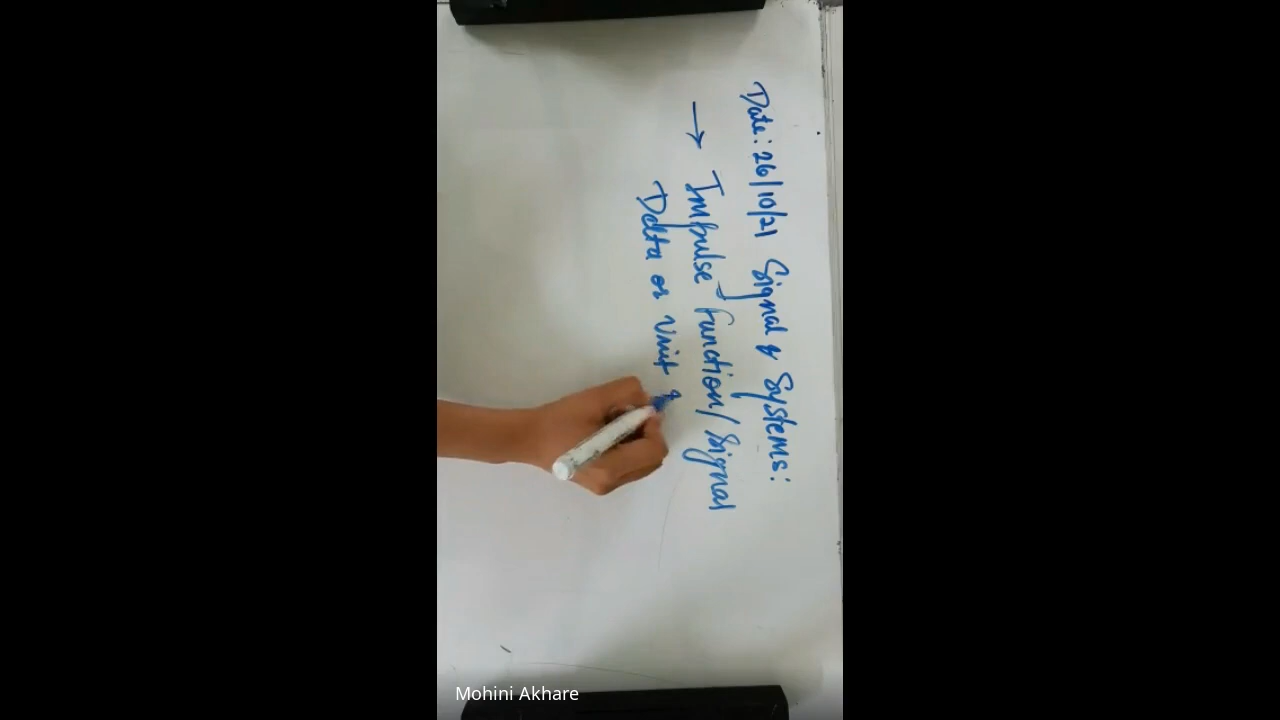 Date: 26/10/21 Signal & Systems:
→ Impulse function/Signal
Delta or Unit
Mohini Akhare